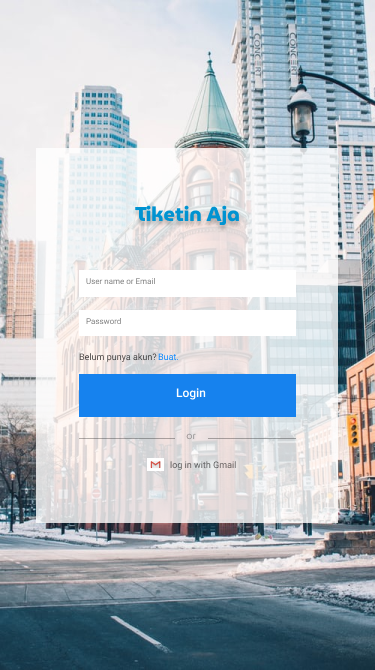 Tiketin Aja
User name or Email
Password
Belum punya akun? Buat.
Login
or
log in with Gmail